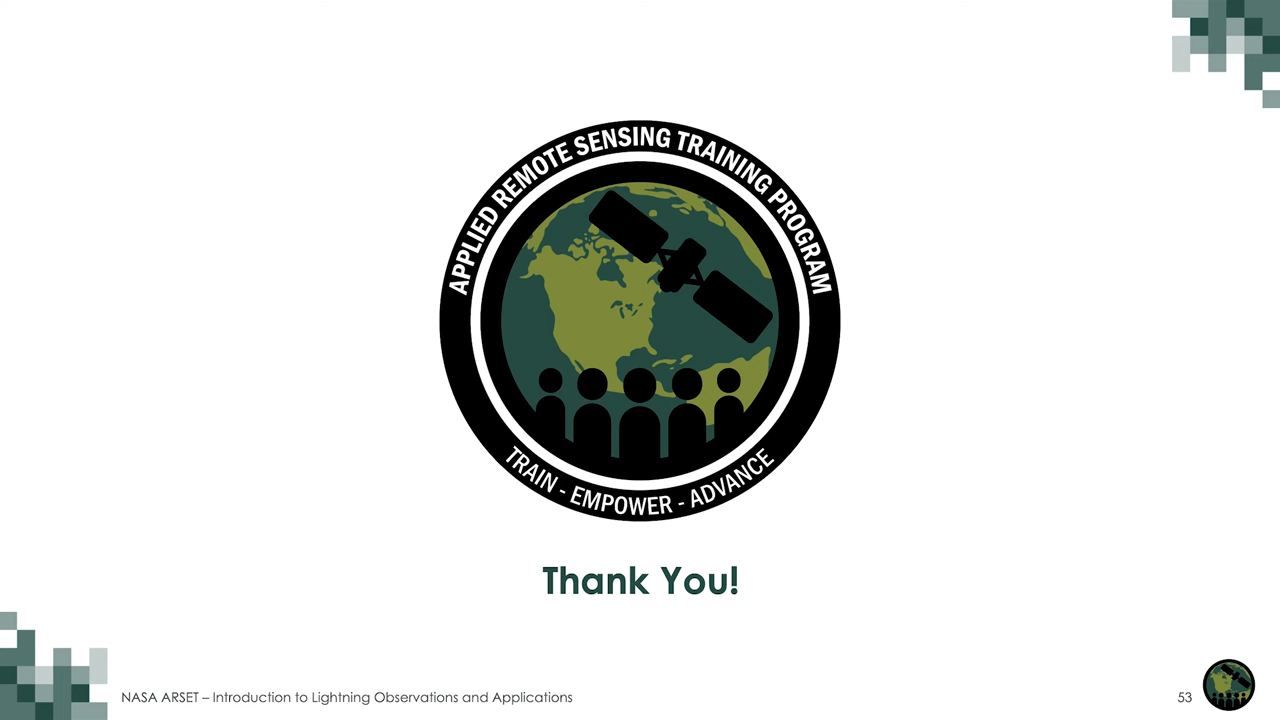 APPLIED REMOTE SENSING TRAINING PROGRAM
TRAIN - EMPOWER - ADVANCE
Thank You!
NASA ARSET – Introduction to Lightning Observations and Applications
53